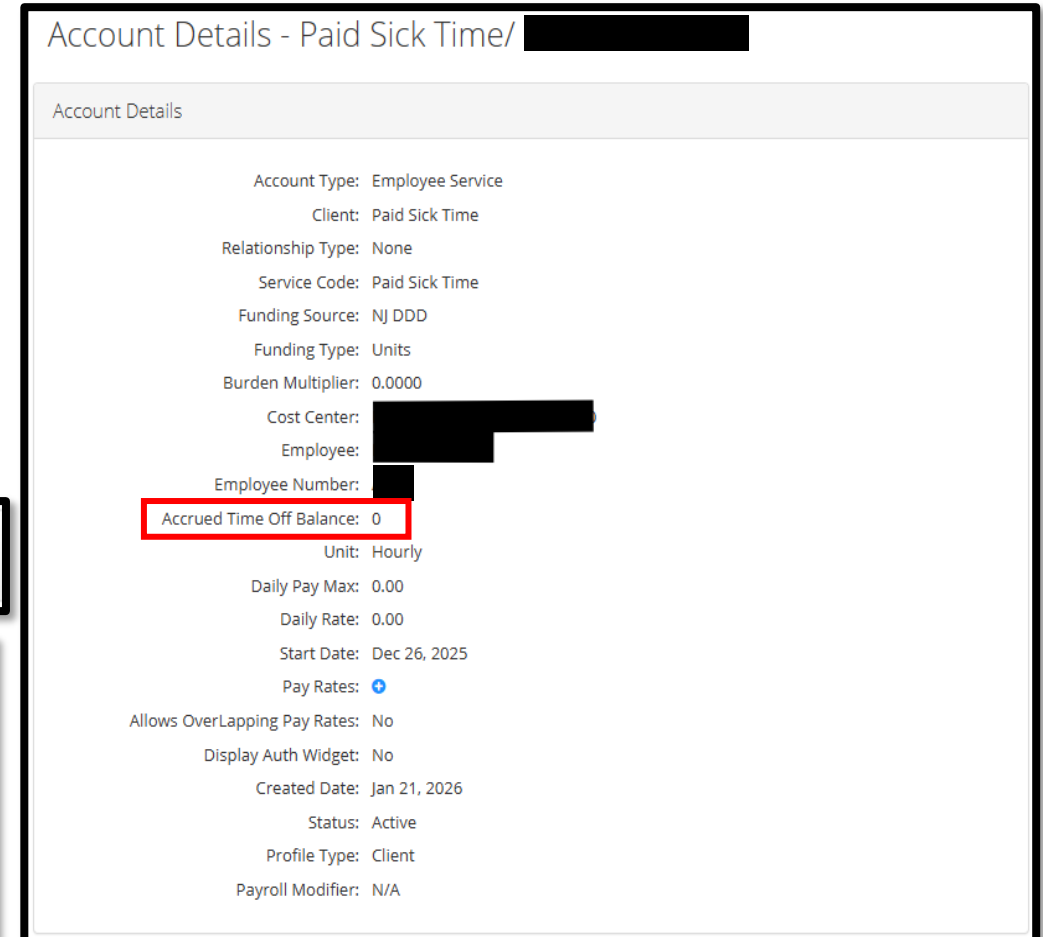 Account Details - Paid Sick Time/
Account Details
Account Type: Employee Service
Client: Paid Sick Time
Relationship Type: None
Service Code: Paid Sick Time
Funding Source: NJ DDD
Funding Type: Units
Burden Multiplier: 0.0000
Cost Center:
Employee:
Employee Number:
Accrued Time Off Balance: 0
Unit: Hourly
Daily Pay Max: 0.00
Daily Rate: 0.00
Start Date: Dec 26, 2025
Pay Rates:
Allows OverLapping Pay Rates: No
Display Auth Widget: No
Created Date: Jan 21, 2026
Status: Active
Profile Type: Client
Payroll Modifier: N/A